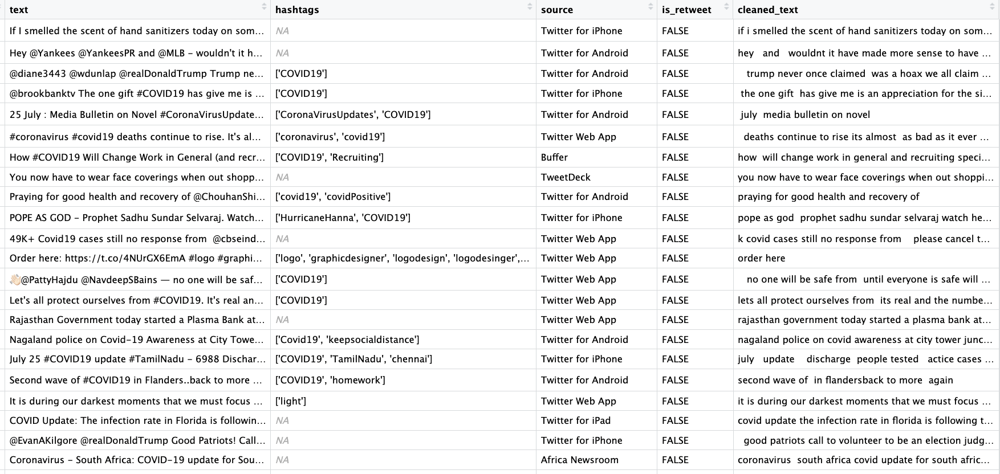 text hashtags source is_retweet cleaned_text
If I smelled the scent of hand sanitizers today on som... NA Twitter for iPhone FALSE if i smelled the scent of hand sanitizers today on som...
Hey @Yankees @YankeesPR and @MLB - wouldn't it h... NA Twitter for Android FALSE hey   and   wouldnt it have made more sense to have ...
@diane3443 @wdunlap @realDonaldTrump Trump ne... ['COVID19'] Twitter for Android FALSE trump never once claimed  was a hoax we all claim ...
@brookbanktv The one gift #COVID19 has give me is ... ['COVID19'] Twitter for iPhone FALSE the one gift  has give me is an appreciation for the si...
25 July : Media Bulletin on Novel #CoronaVirusUpdate... ['CoronaVirusUpdates', 'COVID19'] Twitter for Android FALSE july  media bulletin on novel
#coronavirus #covid19 deaths continue to rise. It's al... ['coronavirus', 'covid19'] Twitter Web App FALSE deaths continue to rise its almost  as bad as it ever ...
How #COVID19 Will Change Work in General (and recr... ['COVID19', 'Recruiting'] Buffer FALSE how  will change work in general and recruiting speci...
You now have to wear face coverings when out shopp... NA TweetDeck FALSE you now have to wear face coverings when out shoppi...
Praying for good health and recovery of @ChouhanShi... ['covid19', 'covidPositive'] Twitter for Android FALSE praying for good health and recovery of
POPE AS GOD - Prophet Sadhu Sundar Selvaraj. Watch... ['HurricaneHanna', 'COVID19'] Twitter for iPhone FALSE pope as god  prophet sadhu sundar selvaraj watch he...
49K+ Covid19 cases still no response from  @cbseind... NA Twitter Web App FALSE k covid cases still no response from    please cancel t...
Order here: https://t.co/4NUrGX6EmA #logo #graphi... ['logo', 'graphicdesigner', 'logodesign', 'logodesinger',... Twitter Web App FALSE order here
👋🏻@PattyHajdu @NavdeepSBains — no one will be saf... ['COVID19'] Twitter Web App FALSE no one will be safe from  until everyone is safe will ...
Let's all protect ourselves from #COVID19. It's real an... ['COVID19'] Twitter Web App FALSE lets all protect ourselves from  its real and the numbe...
Rajasthan Government today started a Plasma Bank at... NA Twitter Web App FALSE rajasthan government today started a plasma bank at...
Nagaland police on Covid-19 Awareness at City Towe... ['Covid19', 'keepsocialdistance'] Twitter for Android FALSE nagaland police on covid awareness at city tower junc...
July 25 #COVID19 update #TamilNadu - 6988 Dischar... ['COVID19', 'TamilNadu', 'chennai'] Twitter for iPhone FALSE july   update    discharge  people tested   actice cases ...
Second wave of #COVID19 in Flanders..back to more ... ['COVID19', 'homework'] Twitter for Android FALSE second wave of  in flandersback to more  again
It is during our darkest moments that we must focus ... ['light'] Twitter Web App FALSE it is during our darkest moments that we must focus ...
COVID Update: The infection rate in Florida is followin... NA Twitter for iPad FALSE covid update the infection rate in florida is following t...
@EvanAKilgore @realDonaldTrump Good Patriots! Call... NA Twitter for iPhone FALSE good patriots call to volunteer to be an election judg...
Coronavirus - South Africa: COVID-19 update for Sou... NA Africa Newsroom FALSE coronavirus  south africa covid update for south afric...